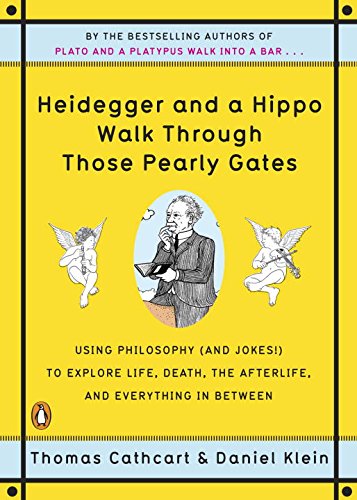 BY THE BESTSELLING AUTHORS OF
PLATO AND A PLATYPUS WALK INTO A BAR . . .
Heidegger and a Hippo
Walk Through
Those Pearly Gates
USING PHILOSOPHY (AND JOKES!)
TO EXPLORE LIFE, DEATH, THE AFTERLIFE,
AND EVERYTHING IN BETWEEN
Thomas Cathcart & Daniel Klein